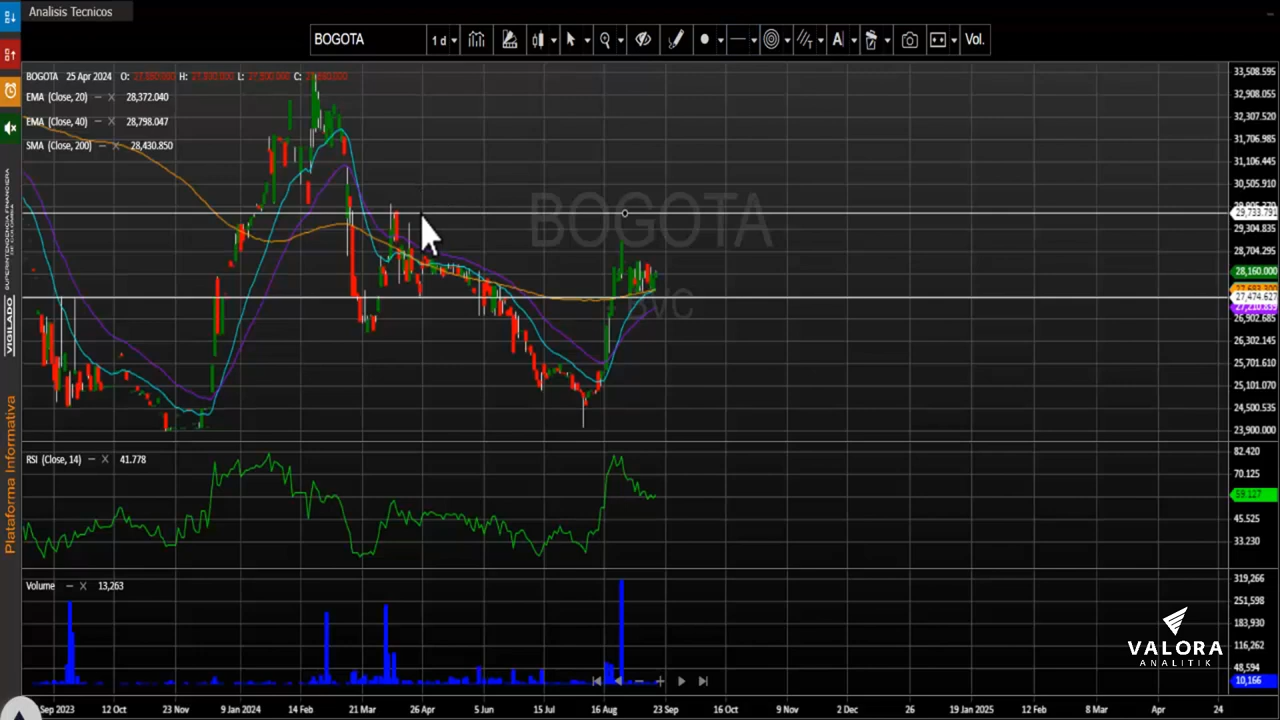 Analisis Tecnicos
BOGOTA
1 d
A
Vol.
BOGOTA 25 Apr 2024 O: H: L: C:
EMA (Close, 20) 28,372.040
EMA (Close, 40) 28,798.047
SMA (Close, 200) 28,430.850
BOGOTA
BVC
33,508.595
32,908.055
32,307.520
31,706.985
31,106.445
30,505.910
29,733.791
29,304.835
28,704.295
28,160.000
27,474.627
26,902.685
26,302.145
25,701.610
25,101.070
24,500.535
23,900.000
RSI (Close, 14) 41.778
82.420
70.125
59.127
45.525
33.230
Volume 13,263
319,266
251,598
183,930
116,262
48,594
10,166
Sep 2023 12 Oct 23 Nov 9 Jan 2024 14 Feb 21 Mar 26 Apr 5 Jun 15 Jul 16 Aug 23 Sep 16 Oct 9 Nov 2 Dec 26 19 Jan 2025 12 Feb 8 Mar Apr 24
SUPERINTENDENCIA FINANCIERA
DE COLOMBIA
VIGILADO
Plataforma Informativa
VALORA
ANALITIK